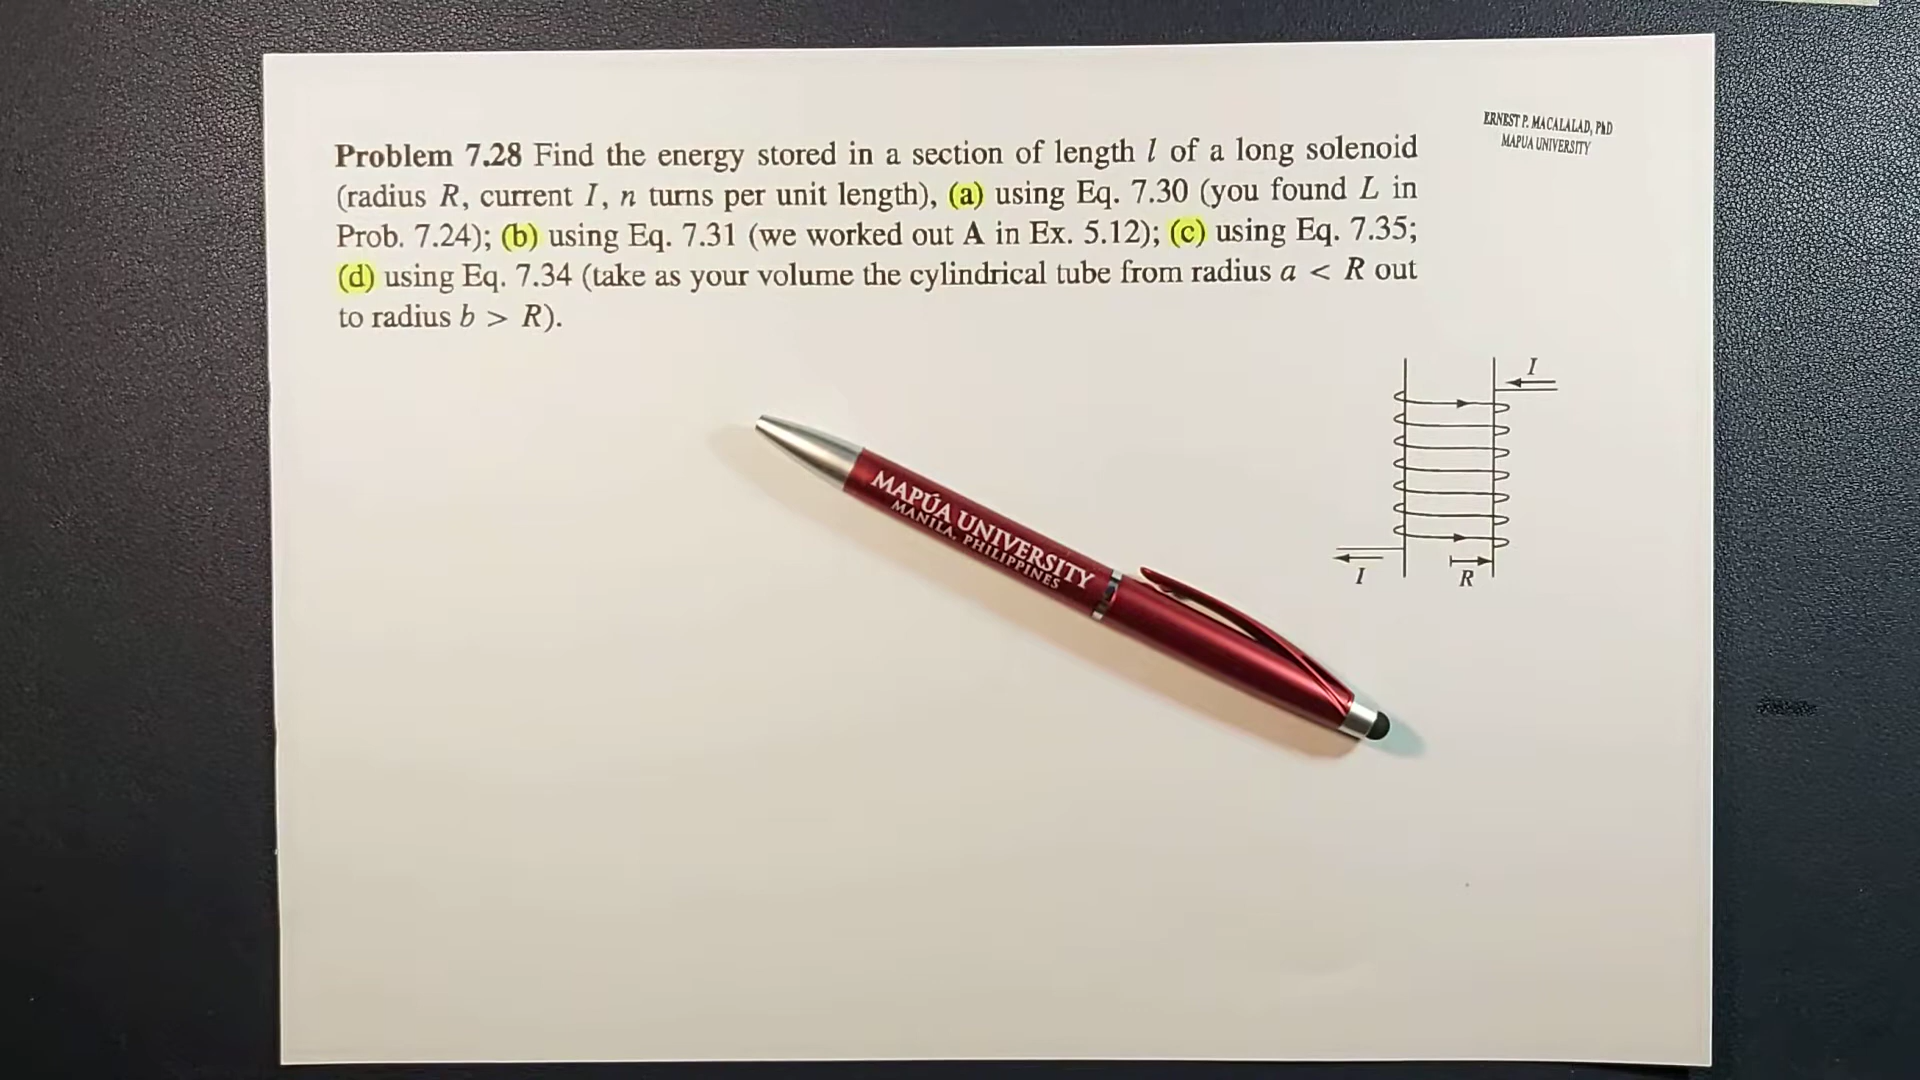 ERNEST P. MACALALAD, PhD
MAPUA UNIVERSITY
Problem 7.28 Find the energy stored in a section of length l of a long solenoid
(radius R, current I, n turns per unit length), (a) using Eq. 7.30 (you found L in
Prob. 7.24); (b) using Eq. 7.31 (we worked out A in Ex. 5.12); (c) using Eq. 7.35;
(d) using Eq. 7.34 (take as your volume the cylindrical tube from radius a < R out
to radius b > R).
I
I
R
MAPÚA UNIVERSITY
MANILA, PHILIPPINES